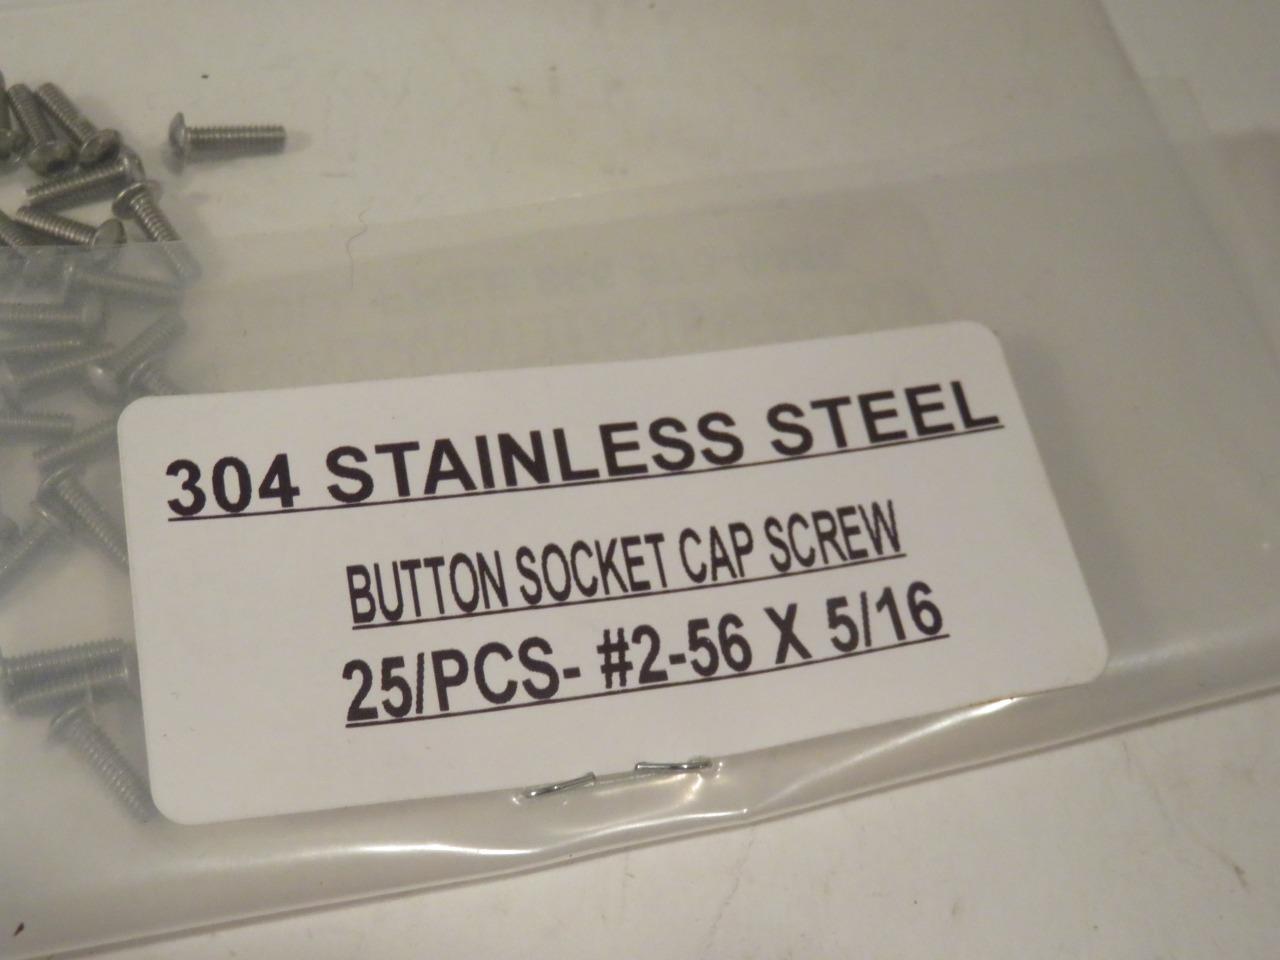 304 STAINLESS STEEL
BUTTON SOCKET CAP SCREW
25/PCS- #2-56 X 5/16